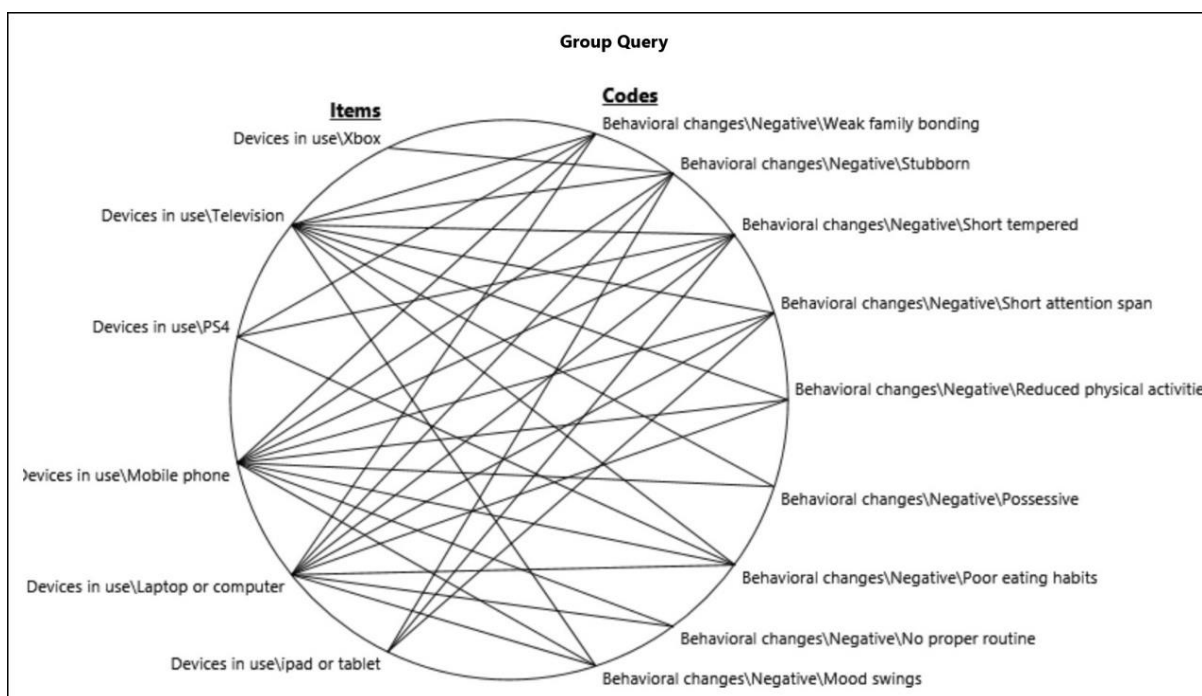 Group Query
Items
Devices in use\Xbox
Devices in use\Television
Devices in use\PS4
Devices in use\Mobile phone
Devices in use\Laptop or computer
Devices in use\ipad or tablet
Codes
Behavioral changes\Negative\Weak family bonding
Behavioral changes\Negative\Stubborn
Behavioral changes\Negative\Short tempered
Behavioral changes\Negative\Short attention span
Behavioral changes\Negative\Reduced physical activitie
Behavioral changes\Negative\Possessive
Behavioral changes\Negative\Poor eating habits
Behavioral changes\Negative\No proper routine
Behavioral changes\Negative\Mood swings